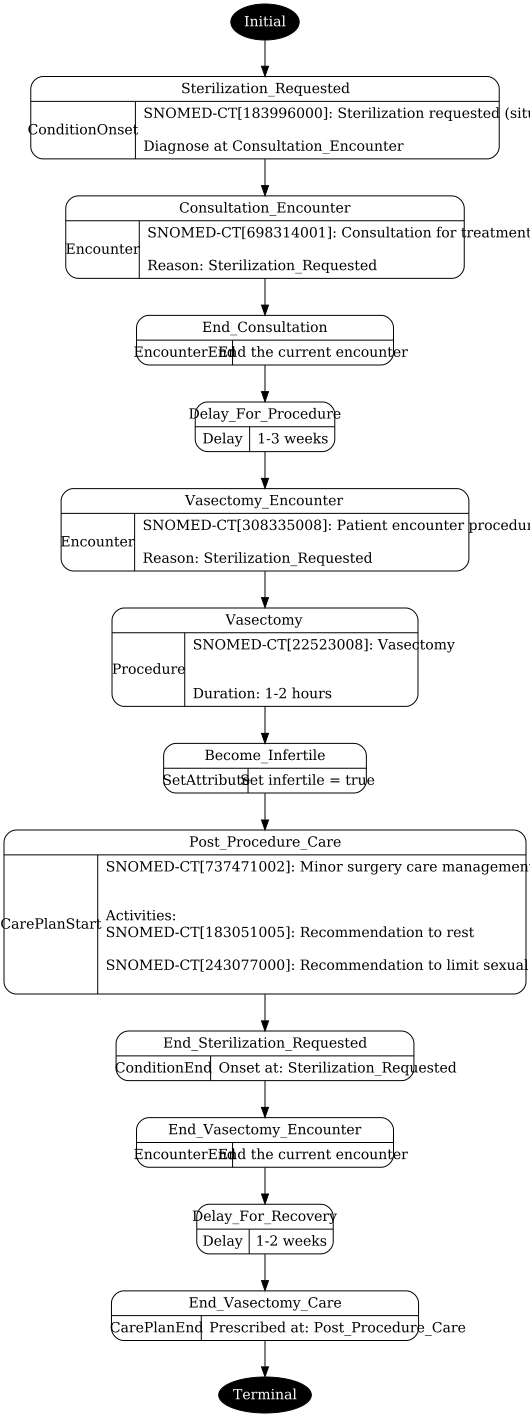 Initial
Sterilization_Requested
ConditionOnset
SNOMED-CT[183996000]: Sterilization requested
Diagnose at Consultation_Encounter
Consultation_Encounter
Encounter
SNOMED-CT[698314001]: Consultation for treatment
Reason: Sterilization_Requested
End_Consultation
EncounterEnd
End the current encounter
Delay_For_Procedure
Delay
1-3 weeks
Vasectomy_Encounter
Encounter
SNOMED-CT[308335008]: Patient encounter
Reason: Sterilization_Requested
Vasectomy
Procedure
SNOMED-CT[22523008]: Vasectomy
Duration: 1-2 hours
Become_Infertile
SetAttribute
Set infertile = true
Post_Procedure_Care
CarePlanStart
SNOMED-CT[737471002]: Minor surgery care management
Activities:
SNOMED-CT[183051005]: Recommendation to rest
SNOMED-CT[243077000]: Recommendation to limit sexual
End_Sterilization_Requested
ConditionEnd
Onset at: Sterilization_Requested
End_Vasectomy_Encounter
EncounterEnd
End the current encounter
Delay_For_Recovery
Delay
1-2 weeks
End_Vasectomy_Care
CarePlanEnd
Prescribed at: Post_Procedure_Care
Terminal